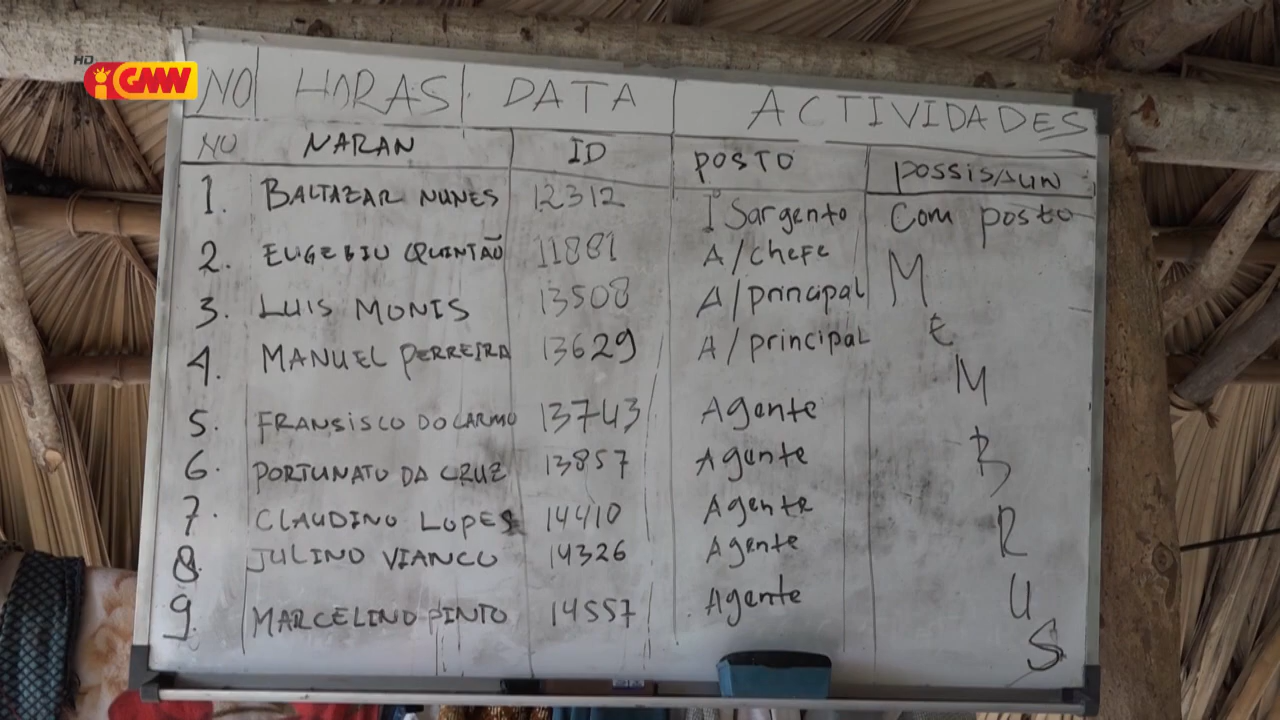 HD
GMW
NO HORAS DATA ACTIVIDADES
NO NARAN ID POSTO POSSISAUN
1. BALTAZAR NUNES 12312 1º Sargento Com posto
2. EUGEBIU QUINTÃO 11881 A/chefe M
3. LUIS MONIS 13508 A/principal E
4. MANUEL PERREIRA 13629 A/principal M
5. FRANSISCO DO CARMO 13743 Agente B
6. PORTUNATO DA CRUZ 13857 Agente
7. CLAUDINO LOPES 14410 Agente R
8. JULINO VIANCO 14326 Agente U
9. MARCELINO PINTO 14557 Agente S